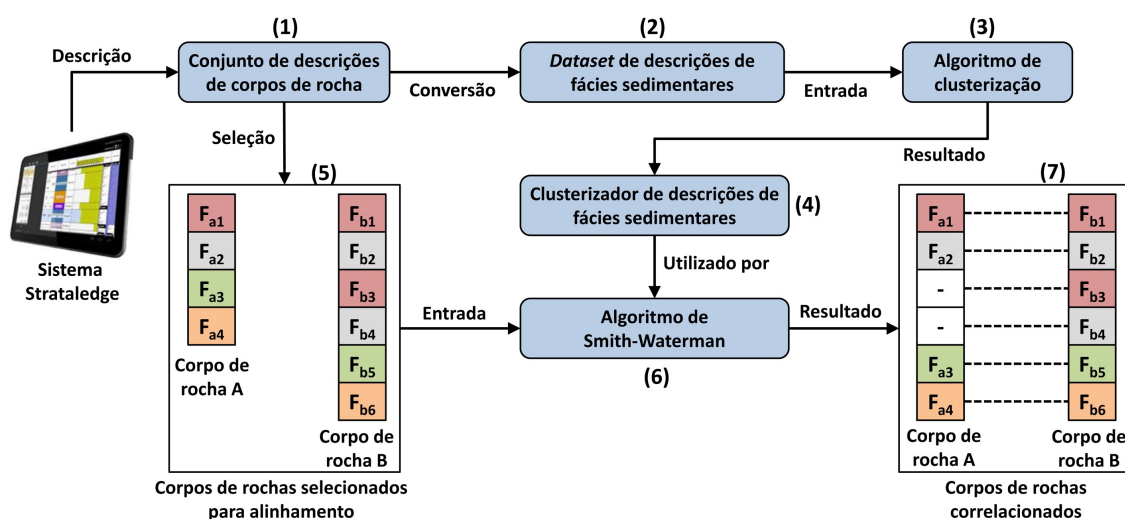 (1)
(2)
(3)
Descrição
Conjunto de descrições
de corpos de rocha
Conversão
Dataset de descrições de
fácies sedimentares
Entrada
Algoritmo de
clusterização
Seleção
Resultado
(5)
Clusterizador de descrições de
fácies sedimentares
(4)
(7)
Sistema
Strataledge
Fa1
Fa2
Fa3
Fa4
Corpo de
rocha A
Fb1
Fb2
Fb3
Fb4
Fb5
Fb6
Corpo de
rocha B
Corpos de rochas selecionados
para alinhamento
Utilizado por
Entrada
Algoritmo de
Smith-Waterman
(6)
Resultado
Fa1
Fa2
-
-
Fa3
Fa4
Corpo de
rocha A
Fb1
Fb2
Fb3
Fb4
Fb5
Fb6
Corpo de
rocha B
Corpos de rochas
correlacionados